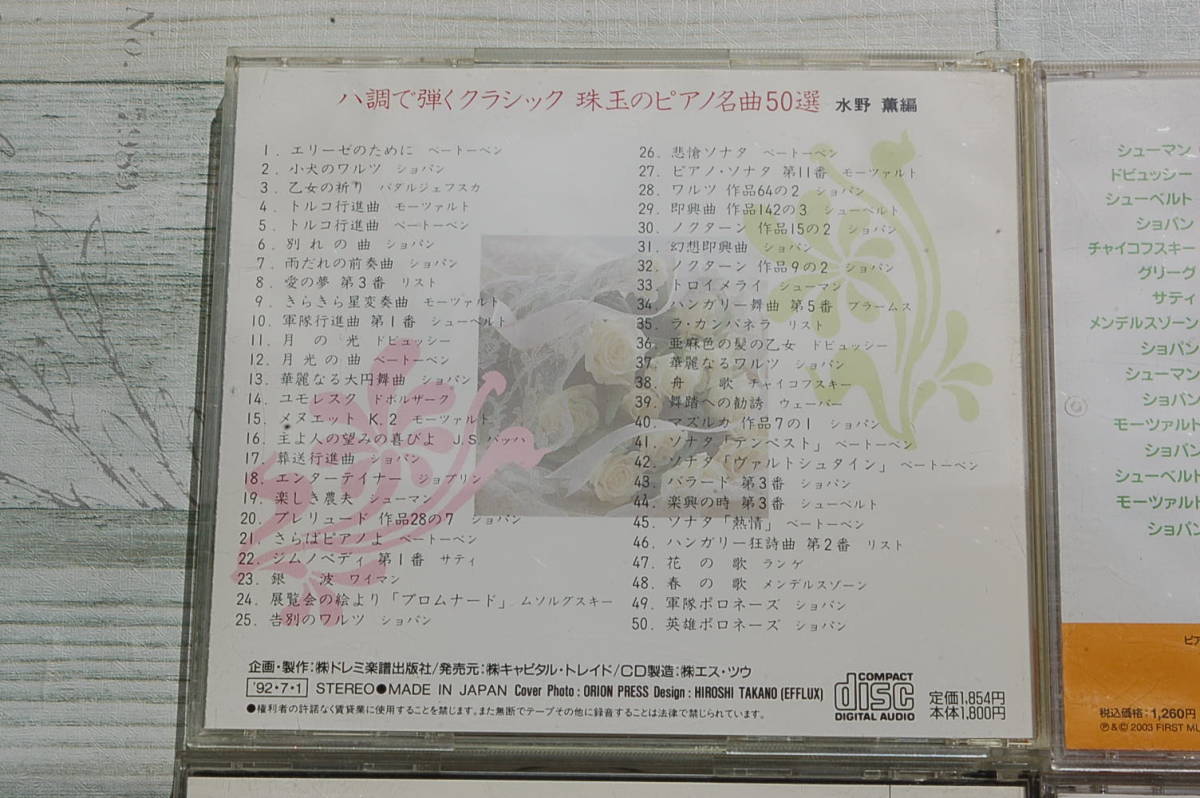 No.
ハ調で弾くクラシック 珠玉のピアノ名曲50選 水野 薫編
1. エリーゼのために ベートーベン
2. 小犬のワルツ ショパン
3. 乙女の祈り バダルジェフスカ
4. トルコ行進曲 モーツァルト
5. トルコ行進曲 ベートーベン
6. 別れの曲 ショパン
7. 雨だれの前奏曲 ショパン
8. 愛の夢 第3番 リスト
9. きらきら星変奏曲 モーツァルト
10. 軍隊行進曲 第1番 シューベルト
11. 月の光 ドビュッシー
12. 月光の曲 ベートーベン
13. 華麗なる大円舞曲 ショパン
14. ユモレスク ドボルザーク
15. メヌエット K.2 モーツァルト
16. 主よ人の望みの喜びよ J.S.バッハ
17. 葬送行進曲 ショパン
18. エンターテイナー ジョプリン
19. 楽しき農夫 シューマン
20. プレリュード 作品28の7 ショパン
21. さらばピアノよ ベートーベン
22. ジムノペディ 第1番 サティ
23. 銀 波 ワイマン
24. 展覧会の絵より「プロムナード」 ムソルグスキー
25. 告別のワルツ ショパン
26. 悲愴ソナタ ベートーベン
27. ピアノ・ソナタ 第11番 モーツァルト
28. ワルツ 作品64の2 ショパン
29. 即興曲 作品142の3 シューベルト
30. ノクターン 作品15の2 ショパン
31. 幻想即興曲 ショパン
32. ノクターン 作品9の2 ショパン
33. トロイメライ シューマン
34. ハンガリー舞曲 第5番 ブラームス
35. ラ・カンパネラ リスト
36. 亜麻色の髪の乙女 ドビュッシー
37. 華麗なるワルツ ショパン
38. 舟 歌 チャイコフスキー
39. 舞踏への勧誘 ウェーバー
40. マズルカ 作品7の1 ショパン
41. ソナタ「テンペスト」 ベートーベン
42. ソナタ「ヴァルトシュタイン」 ベートーベン
43. バラード 第3番 ショパン
44. 楽興の時 第3番 シューベルト
45. ソナタ「熱情」 ベートーベン
46. ハンガリー狂詩曲 第2番 リスト
47. 花の歌 ランゲ
48. 春の歌 メンデルスゾーン
49. 軍隊ポロネーズ ショパン
50. 英雄ポロネーズ ショパン
企画・製作:㈱ドレミ楽譜出版社/発売元:㈱キャピタル・トレイド/CD製造:㈱エス・ツウ
'92・7・1 STEREO●MADE IN JAPAN Cover Photo : ORION PRESS Design : HIROSHI TAKANO (EFFLUX)
●権利者の許諾なく賃貸業に使用することを禁じます。また無断でテープその他に録音することは法律で禁じられています。
COMPACT
disc
DIGITAL AUDIO
定価1,854円
本体1,800円
シューマン
ドビュッシー
シューベルト
ショパン
チャイコフスキー
グリーグ
サティ
メンデルスゾーン
ショパン
シューマン
ショパン
モーツァルト
ショパン
シューベルト
モーツァルト
ショパン
ピア
税込価格:1,260円
Ⓟ&© 2003 FIRST MU